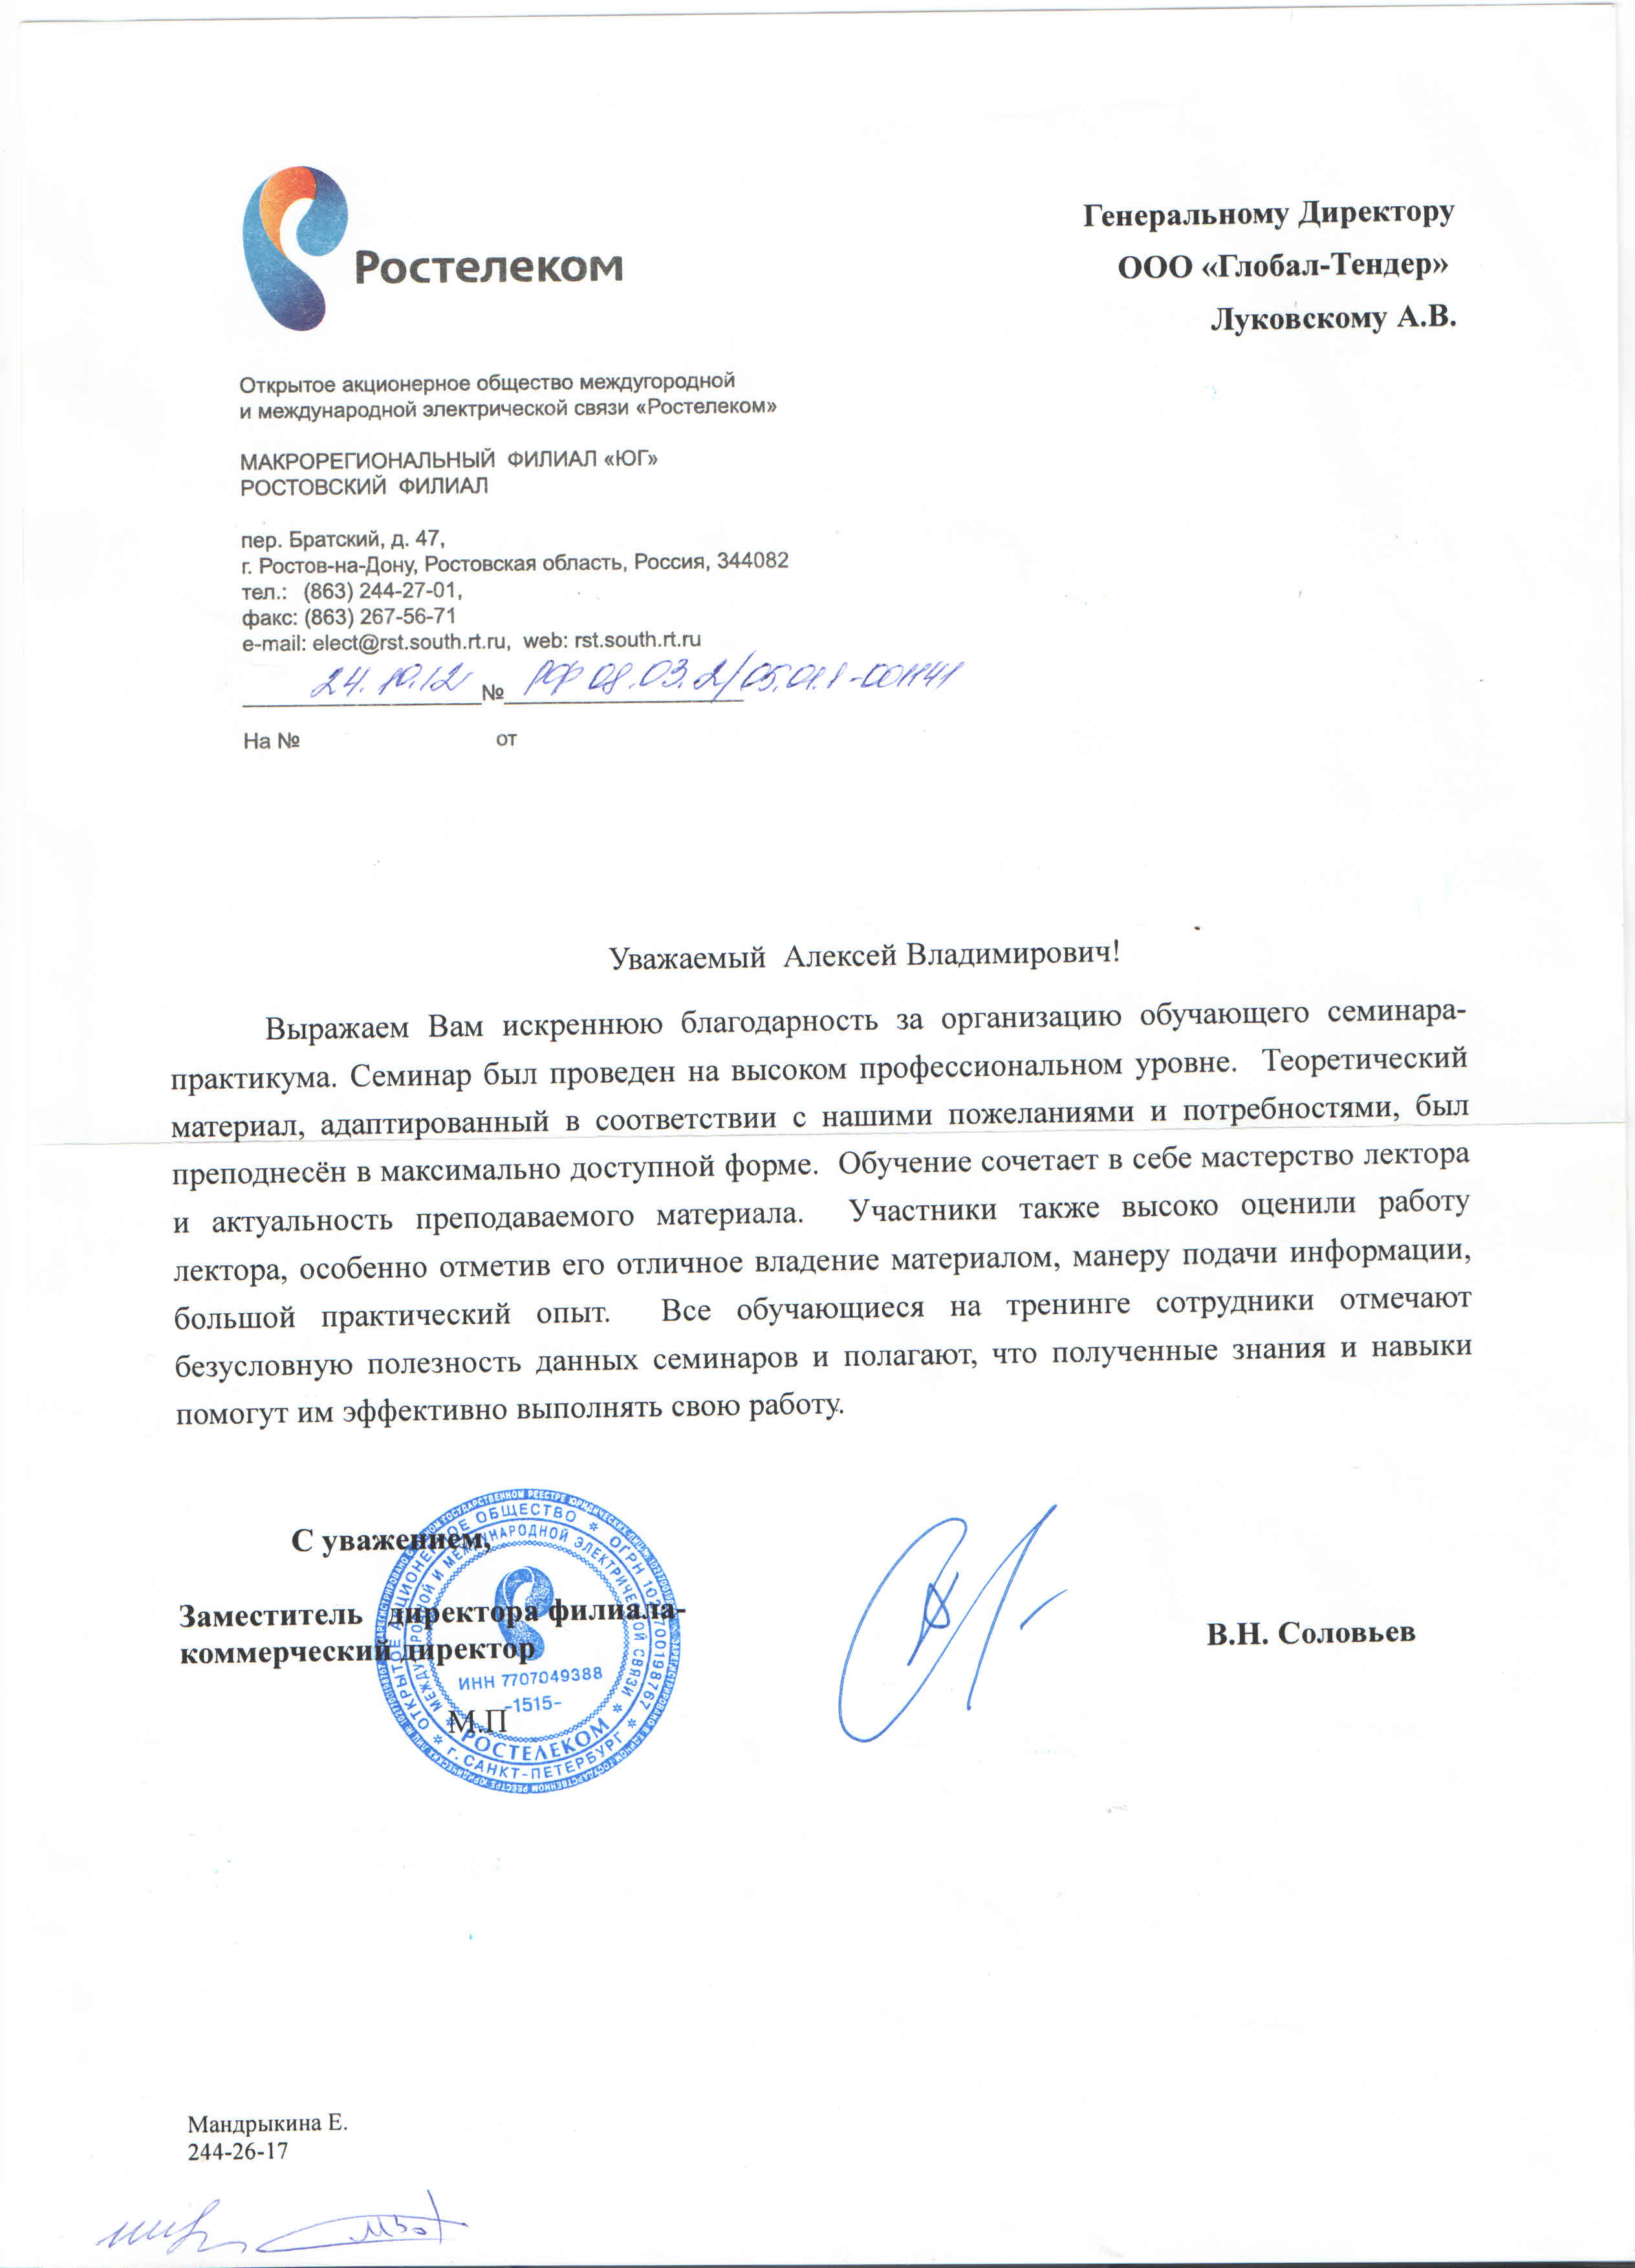 Ростелеком
Генеральному Директору
ООО «Глобал-Тендер»
Луковскому А.В.
Открытое акционерное общество междугородной
и международной электрической связи «Ростелеком»
МАКРОРЕГИОНАЛЬНЫЙ ФИЛИАЛ «ЮГ»
РОСТОВСКИЙ ФИЛИАЛ
пер. Братский, д. 47,
г. Ростов-на-Дону, Ростовская область, Россия, 344082
тел.: (863) 244-27-01,
факс: (863) 267-56-71
e-mail: elect@rst.south.rt.ru, web: rst.south.rt.ru
24.10.12 №
На № от
Уважаемый Алексей Владимирович!
Выражаем Вам искреннюю благодарность за организацию обучающего семинара-
практикума. Семинар был проведен на высоком профессиональном уровне. Теоретический
материал, адаптированный в соответствии с нашими пожеланиями и потребностями, был
преподнесён в максимально доступной форме. Обучение сочетает в себе мастерство лектора
и актуальность преподаваемого материала. Участники также высоко оценили работу
лектора, особенно отметив его отличное владение материалом, манеру подачи информации,
большой практический опыт. Все обучающиеся на тренинге сотрудники отмечают
безусловную полезность данных семинаров и полагают, что полученные знания и навыки
помогут им эффективно выполнять свою работу.
С уважением,
Заместитель директора филиала-
коммерческий директор
В.Н. Соловьев
М.П
ОТКРЫТОЕ АКЦИОНЕРНОЕ ОБЩЕСТВО * ОГРН 1027700198767 * г. САНКТ-ПЕТЕРБУРГ *
МЕЖДУГОРОДНОЙ И МЕЖДУНАРОДНОЙ ЭЛЕКТРИЧЕСКОЙ СВЯЗИ * РОСТЕЛЕКОМ *
ИНН 7707049388
-1515-
Мандрыкина Е.
244-26-17